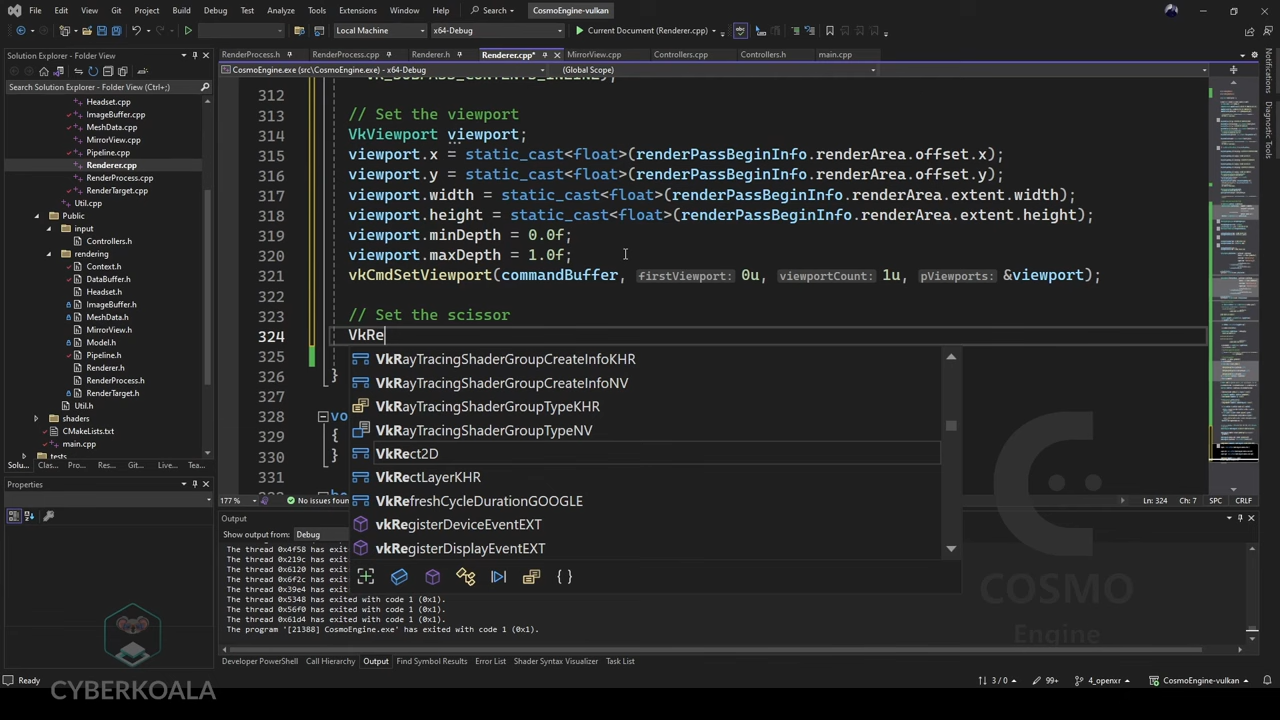 File Edit View Git Project Build Debug Test Analyze Tools Extensions Window Help Search CosmoEngine-vulkan
Local Machine x64-Debug Current Document (Renderer.cpp)
Solution Explorer - Folder View
Search Solution Explorer - Folder View (Ctrl+;)
Headset.cpp
ImageBuffer.cpp
MeshData.cpp
MirrorView.cpp
Pipeline.cpp
Renderer.cpp
RenderProcess.cpp
RenderTarget.cpp
Util.cpp
Public
input
Controllers.h
rendering
Context.h
DataBuffer.h
Headset.h
ImageBuffer.h
MeshData.h
MirrorView.h
Model.h
Pipeline.h
Renderer.h
RenderProcess.h
RenderTarget.h
Util.h
shaders
CMakeLists.txt
main.cpp
tests
Solu... Class... Pro... Res... Git... Tea...
Properties
RenderProcess.h RenderProcess.cpp Renderer.h Renderer.cpp* MirrorView.cpp Controllers.cpp Controllers.h main.cpp
CosmoEngine.exe (src\CosmoEngine.exe) - x64-Debug (Global Scope)
VK_SUBPASS_CONTENTS_INLINE);
312
313 // Set the viewport
314 VkViewport viewport;
315 viewport.x = static_cast<float>(renderPassBeginInfo.renderArea.offset.x);
316 viewport.y = static_cast<float>(renderPassBeginInfo.renderArea.offset.y);
317 viewport.width = static_cast<float>(renderPassBeginInfo.renderArea.extent.width);
318 viewport.height = static_cast<float>(renderPassBeginInfo.renderArea.extent.height);
319 viewport.minDepth = 0.0f;
320 viewport.maxDepth = 1.0f;
321 vkCmdSetViewport(commandBuffer, firstViewport: 0u, viewportCount: 1u, pViewports: &viewport);
322
323 // Set the scissor
324 VkRe
325
326 }
327
328 vo
329 {
330 }
331
VkRayTracingShaderGroupCreateInfoKHR
VkRayTracingShaderGroupCreateInfoNV
VkRayTracingShaderGroupTypeKHR
VkRayTracingShaderGroupTypeNV
VkRect2D
VkRectLayerKHR
VkRefreshCycleDurationGOOGLE
vkRegisterDeviceEventEXT
vkRegisterDisplayEventEXT
177 % No issues found Ln: 324 Ch: 7 SPC CRLF
Output
Show output from: Debug
The thread 0x4f58 has exit
The thread 0x219c has exit
The thread 0x6120 has exit
The thread 0x6f2c has exit
The thread 0x39e4 has exit
The thread 0x5348 has exited with code 1 (0x1).
The thread 0x56f0 has exited with code 1 (0x1).
The thread 0x61d4 has exited with code 1 (0x1).
The program '[21388] CosmoEngine.exe' has exited with code 1 (0x1).
Developer PowerShell Call Hierarchy Output Find Symbol Results Error List Shader Syntax Visualizer Task List
Notifications
Diagnostic Tools
COSMO
Engine
Ready 3 / 0 99+ 4_openxr CosmoEngine-vulkan
CYBERKOALA